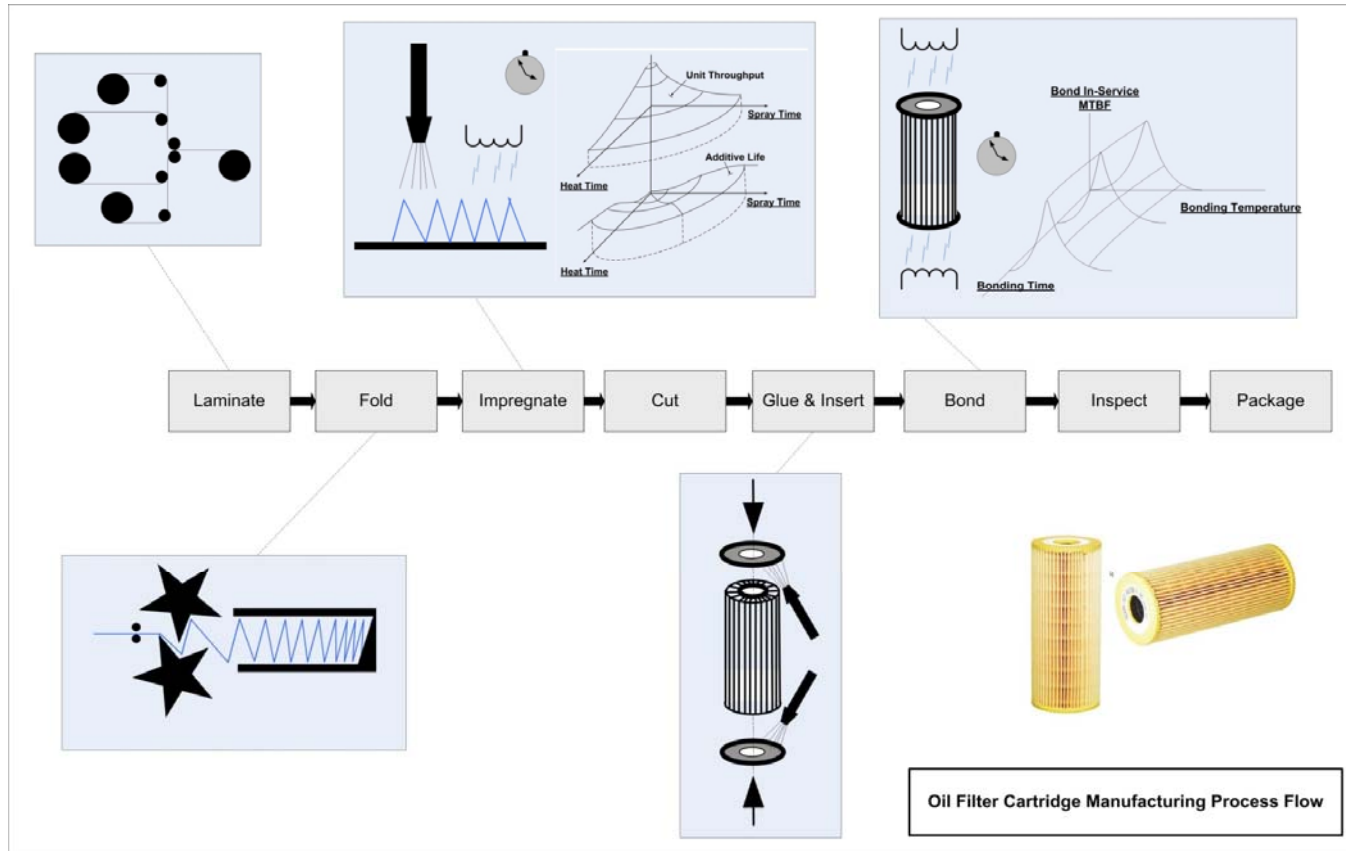 Unit Throughput
Spray Time
Heat Time
Additive Life
Spray Time
Heat Time
Bond In-Service
MTBF
Bonding Temperature
Bonding Time
Laminate
Fold
Impregnate
Cut
Glue & Insert
Bond
Inspect
Package
Oil Filter Cartridge Manufacturing Process Flow